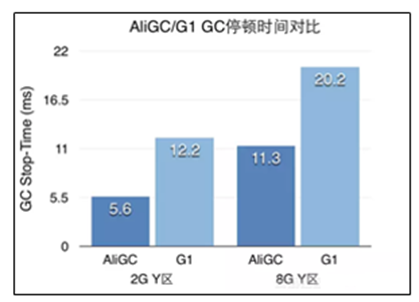 AliGC/G1 GC停顿时间对比
GC Stop-Time (ms)
22
16.5
11
5.5
0
5.6
12.2
11.3
20.2
AliGC G1 AliGC G1
2G Y区 8G Y区